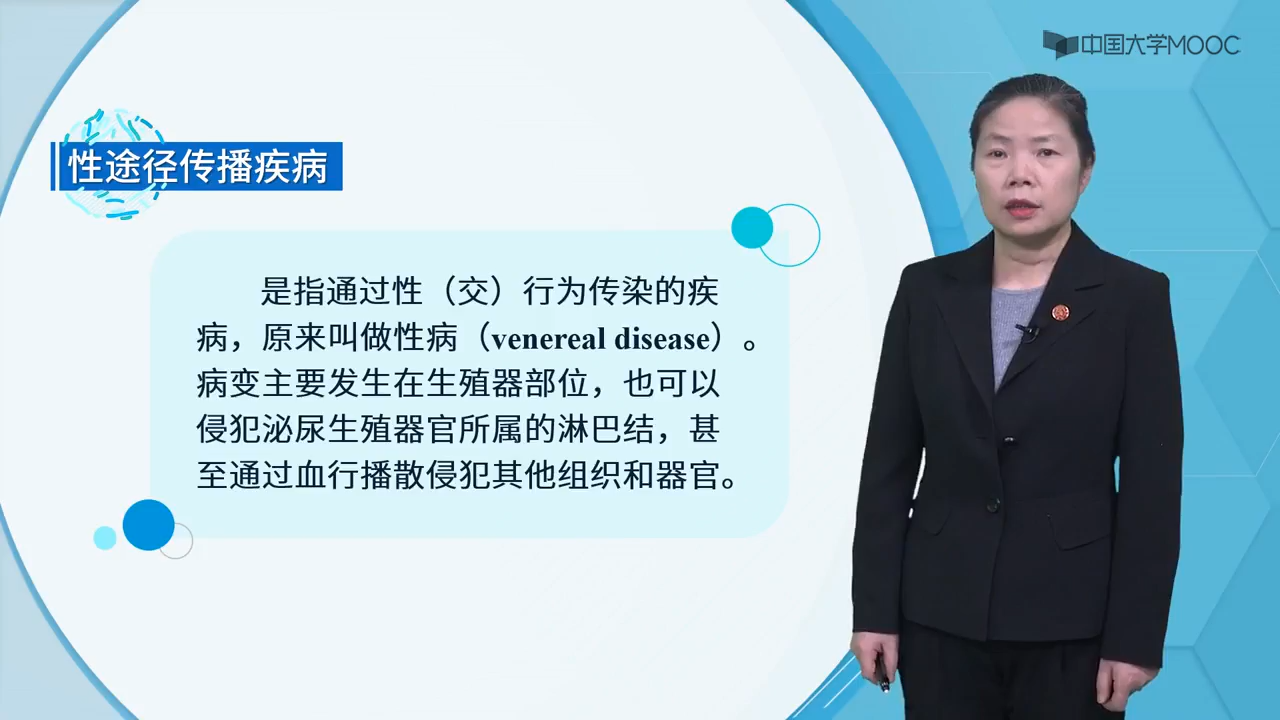 中国大学MOOC
性途径传播疾病
是指通过性（交）行为传染的疾
病，原来叫做性病（venereal disease）。
病变主要发生在生殖器部位，也可以
侵犯泌尿生殖器官所属的淋巴结，甚
至通过血行播散侵犯其他组织和器官。